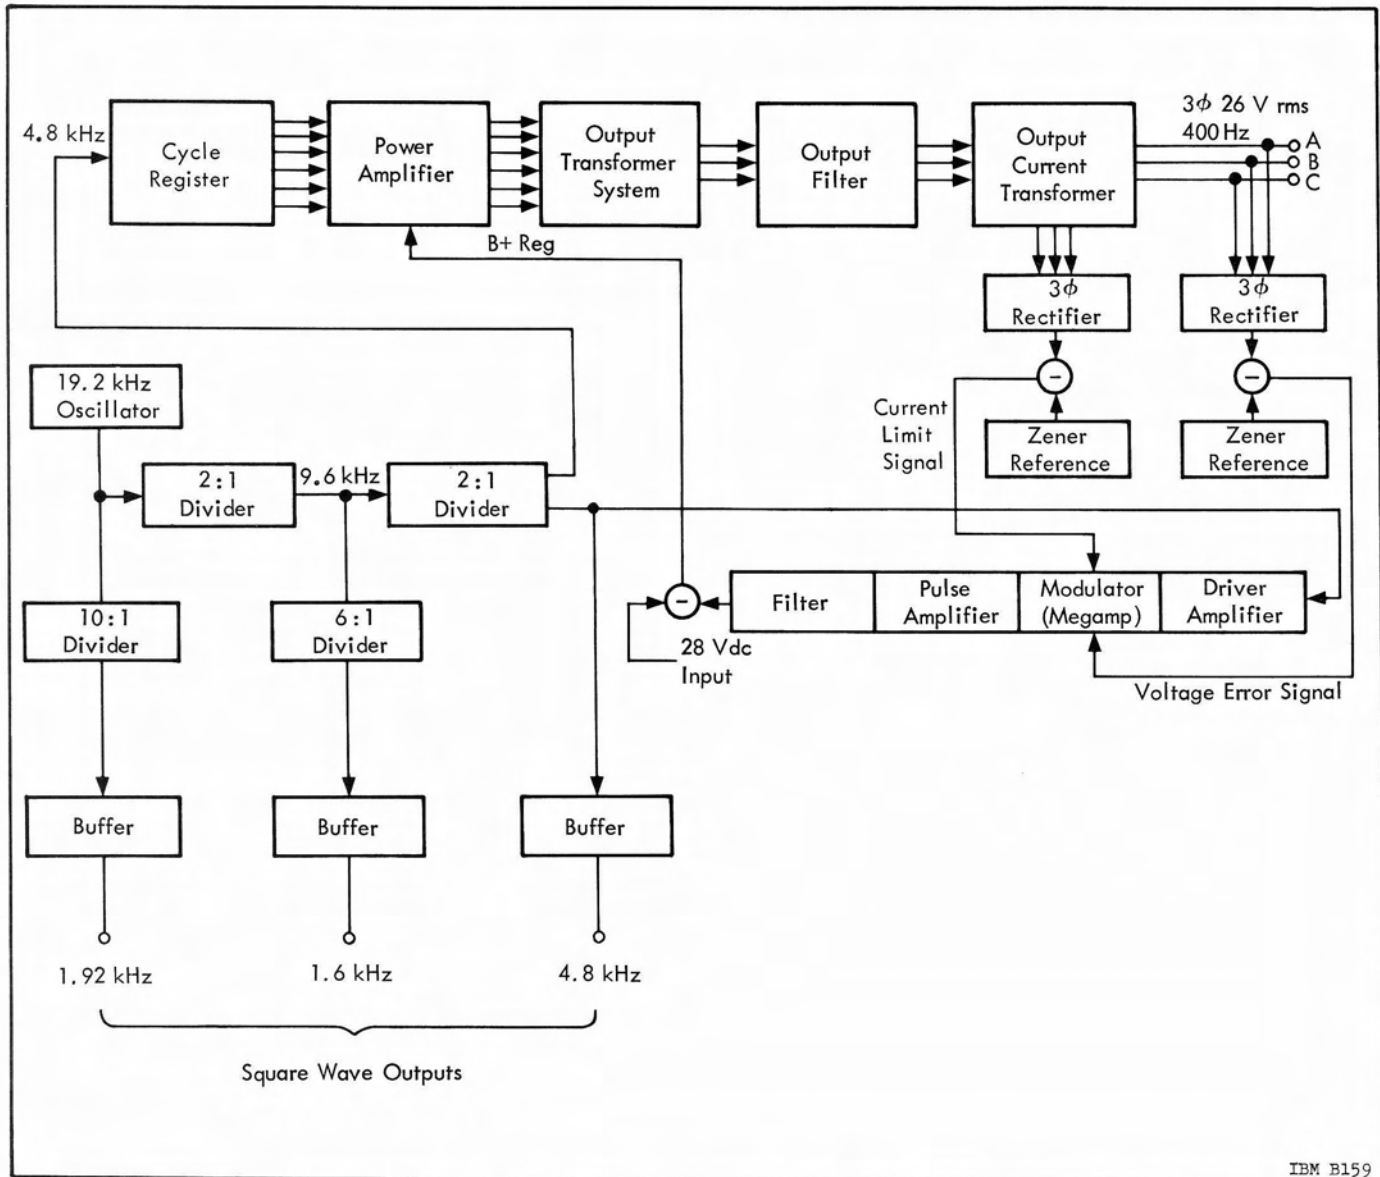 4.8 kHz
Cycle
Register
Power
Amplifier
Output
Transformer
System
Output
Filter
Output
Current
Transformer
3ϕ 26 V rms
400 Hz
A
B
C
B+ Reg
3ϕ
Rectifier
3ϕ
Rectifier
−
−
Zener
Reference
Zener
Reference
Current
Limit
Signal
19.2 kHz
Oscillator
2:1
Divider
9.6 kHz
2:1
Divider
10:1
Divider
6:1
Divider
−
28 Vdc
Input
Filter
Pulse
Amplifier
Modulator
(Megamp)
Driver
Amplifier
Voltage Error Signal
Buffer
Buffer
Buffer
1.92 kHz
1.6 kHz
4.8 kHz
Square Wave Outputs
IBM B159